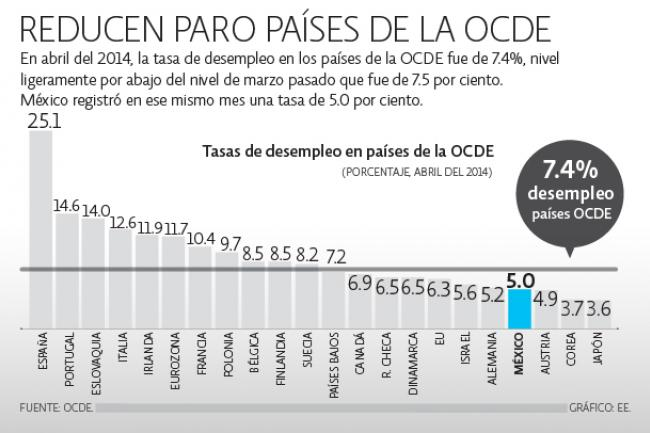 REDUCEN PARO PAÍSES DE LA OCDE
En abril del 2014, la tasa de desempleo en los países de la OCDE fue de 7.4%, nivel
ligeramente por abajo del nivel de marzo pasado que fue de 7.5 por ciento.
México registró en ese mismo mes una tasa de 5.0 por ciento.
Tasas de desempleo en países de la OCDE
(PORCENTAJE, ABRIL DEL 2014)
7.4%
desempleo
países OCDE
25.1
14.6
14.0
12.6
11.9
11.7
10.4
9.7
8.5
8.5
8.2
7.2
6.9
6.5
6.5
6.3
5.6
5.2
5.0
4.9
3.7
3.6
ESPAÑA
PORTUGAL
ESLOVAQUIA
ITALIA
IRLANDA
EUROZONA
FRANCIA
POLONIA
BÉLGICA
FINLANDIA
SUECIA
PAÍSES BAJOS
CANADÁ
R. CHECA
DINAMARCA
EU
ISRAEL
ALEMANIA
MÉXICO
AUSTRIA
COREA
JAPÓN
FUENTE: OCDE.
GRÁFICO: EE.